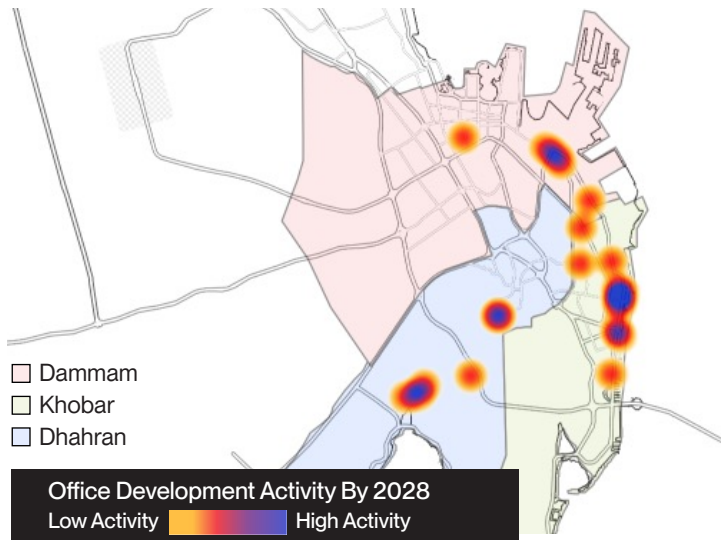 Dammam
Khobar
Dhahran
Office Development Activity By 2028
Low Activity High Activity